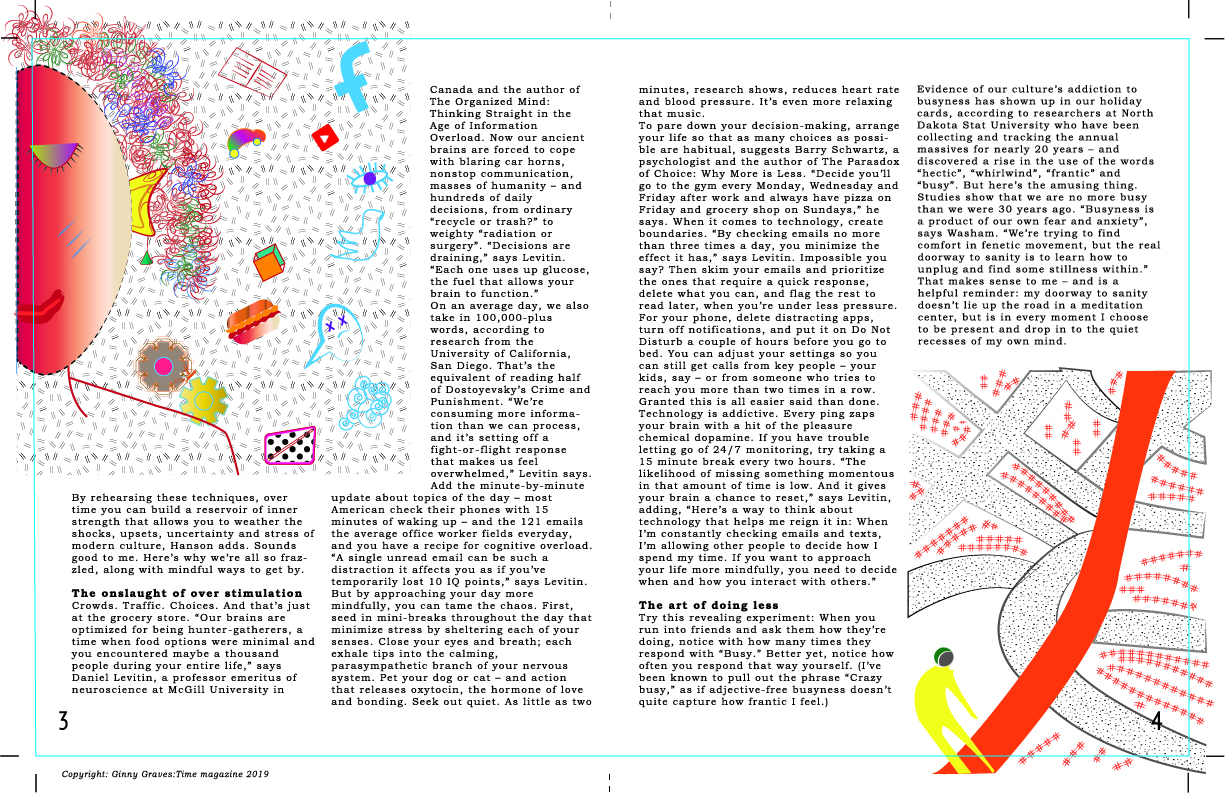 By rehearsing these techniques, over
time you can build a reservoir of inner
strength that allows you to weather the
shocks, upsets, uncertainty and stress of
modern culture, Hanson adds. Sounds
good to me. Here's why we're all so fraz-
zled, along with mindful ways to get by.
The onslaught of over stimulation
Crowds. Traffic. Choices. And that's just
at the grocery store. “Our brains are
optimized for being hunter-gatherers, a
time when food options were minimal and
you encountered maybe a thousand
people during your entire life,” says
Daniel Levitin, a professor emeritus of
neuroscience at McGill University in
Canada and the author of
The Organized Mind:
Thinking Straight in the
Age of Information
Overload. Now our ancient
brains are forced to cope
with blaring car horns,
nonstop communication,
masses of humanity – and
hundreds of daily
decisions, from ordinary
“recycle or trash?” to
weighty “radiation or
surgery”. “Decisions are
draining,” says Levitin.
“Each one uses up glucose,
the fuel that allows your
brain to function.”
On an average day, we also
take in 100,000-plus
words, according to
research from the
University of California,
San Diego. That's the
equivalent of reading half
of Dostoyevsky's Crime and
Punishment. “We're
consuming more informa-
tion than we can process,
and it's setting off a
fight-or-flight response
that makes us feel
overwhelmed,” Levitin says.
Add the minute-by-minute
update about topics of the day – most
American check their phones with 15
minutes of waking up – and the 121 emails
the average office worker fields everyday,
and you have a recipe for cognitive overload.
“A single unread email can be such a
distraction it affects you as if you've
temporarily lost 10 IQ points,” says Levitin.
But by approaching your day more
mindfully, you can tame the chaos. First,
seed in mini-breaks throughout the day that
minimize stress by sheltering each of your
senses. Close your eyes and breath; each
exhale tips into the calming,
parasympathetic branch of your nervous
system. Pet your dog or cat – and action
that releases oxytocin, the hormone of love
and bonding. Seek out quiet. As little as two
minutes, research shows, reduces heart rate
and blood pressure. It's even more relaxing
that music.
To pare down your decision-making, arrange
your life so that as many choices as possi-
ble are habitual, suggests Barry Schwartz, a
psychologist and the author of The Parasdox
of Choice: Why More is Less. “Decide you'll
go to the gym every Monday, Wednesday and
Friday after work and always have pizza on
Friday and grocery shop on Sundays,” he
says. When it comes to technology, create
boundaries. “By checking emails no more
than three times a day, you minimize the
effect it has,” says Levitin. Impossible you
say? Then skim your emails and prioritize
the ones that require a quick response,
delete what you can, and flag the rest to
read later, when you're under less pressure.
For your phone, delete distracting apps,
turn off notifications, and put it on Do Not
Disturb a couple of hours before you go to
bed. You can adjust your settings so you
can still get calls from key people – your
kids, say – or from someone who tries to
reach you more than two times in a row.
Granted this is all easier said than done.
Technology is addictive. Every ping zaps
your brain with a hit of the pleasure
chemical dopamine. If you have trouble
letting go of 24/7 monitoring, try taking a
15 minute break every two hours. “The
likelihood of missing something momentous
in that amount of time is low. And it gives
your brain a chance to reset,” says Levitin,
adding, “Here's a way to think about
technology that helps me reign it in: When
I'm constantly checking emails and texts,
I'm allowing other people to decide how I
spend my time. If you want to approach
your life more mindfully, you need to decide
when and how you interact with others.”
The art of doing less
Try this revealing experiment: When you
run into friends and ask them how they're
doing, notice with how many times they
respond with “Busy.” Better yet, notice how
often you respond that way yourself. (I've
been known to pull out the phrase “Crazy
busy,” as if adjective-free busyness doesn't
quite capture how frantic I feel.)
Evidence of our culture's addiction to
busyness has shown up in our holiday
cards, according to researchers at North
Dakota Stat University who have been
collecting and tracking the annual
massives for nearly 20 years – and
discovered a rise in the use of the words
“hectic”, “whirlwind”, “frantic” and
“busy”. But here's the amusing thing.
Studies show that we are no more busy
than we were 30 years ago. “Busyness is
a product of our own fear and anxiety”,
says Washam. “We're trying to find
comfort in fenetic movement, but the real
doorway to sanity is to learn how to
unplug and find some stillness within.”
That makes sense to me – and is a
helpful reminder: my doorway to sanity
doesn't lie up the road in a meditation
center, but is in every moment I choose
to be present and drop in to the quiet
recesses of my own mind.
3
4
Copyright: Ginny Graves:Time magazine 2019